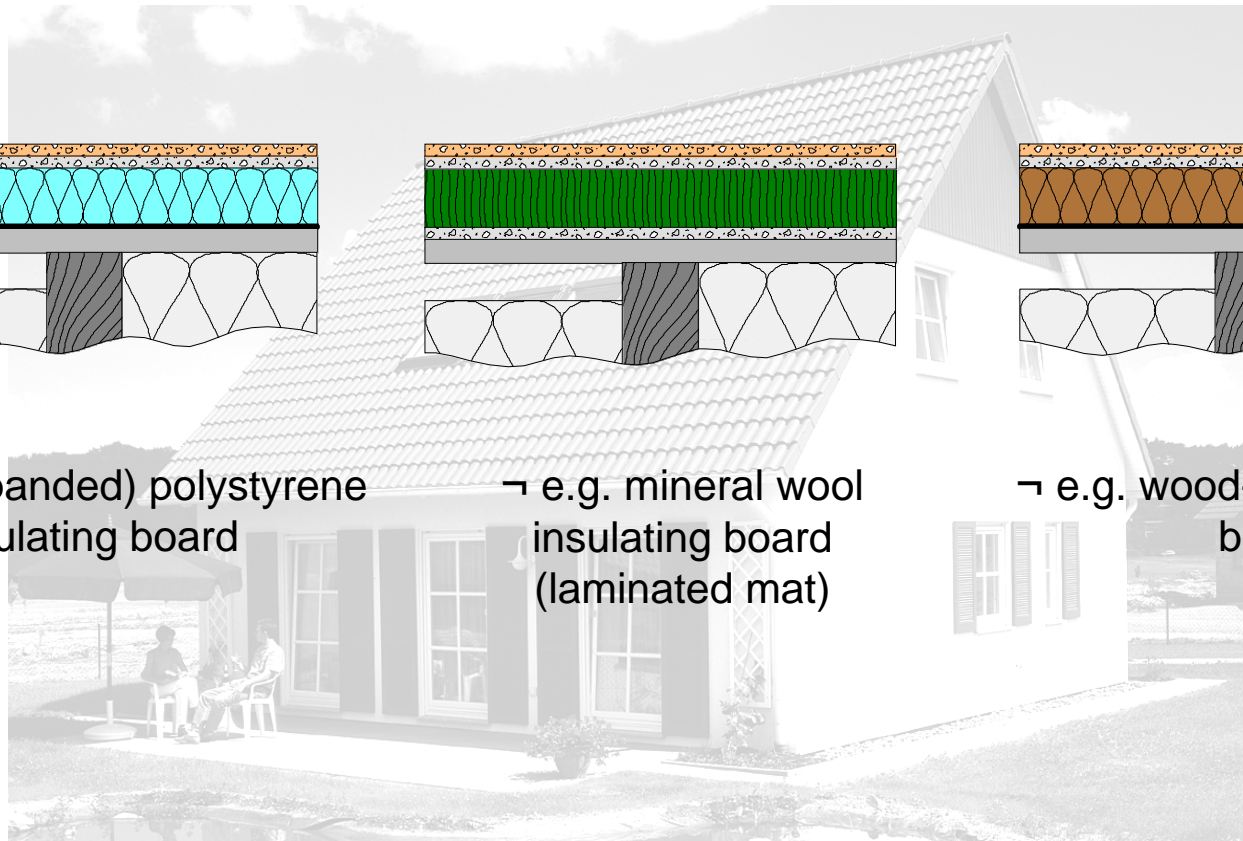 panded) polystyrene
ulating board
¬ e.g. mineral wool
insulating board
(laminated mat)
¬ e.g. wood-
b